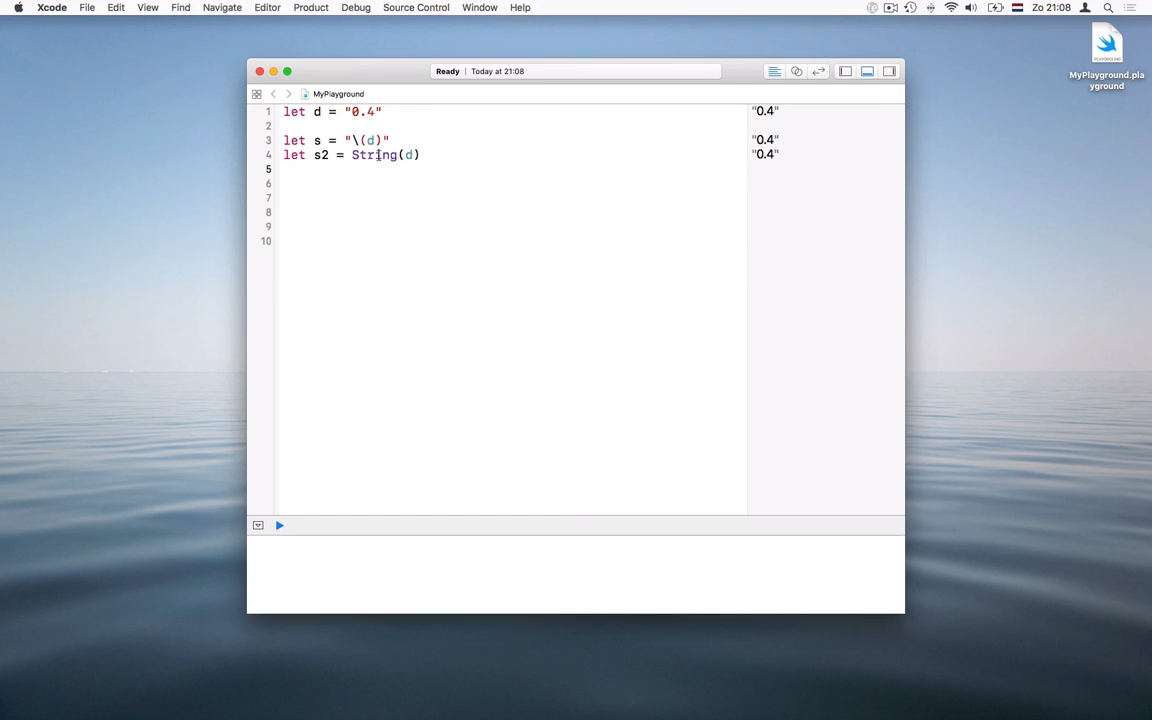 Xcode File Edit View Find Navigate Editor Product Debug Source Control Window Help Zo 21:08
PLAYGROUND
MyPlayground.pla
yground
Ready | Today at 21:08
MyPlayground
1 let d = "0.4" "0.4"
2
3 let s = "\(d)" "0.4"
4 let s2 = String(d) "0.4"
5
6
7
8
9
10